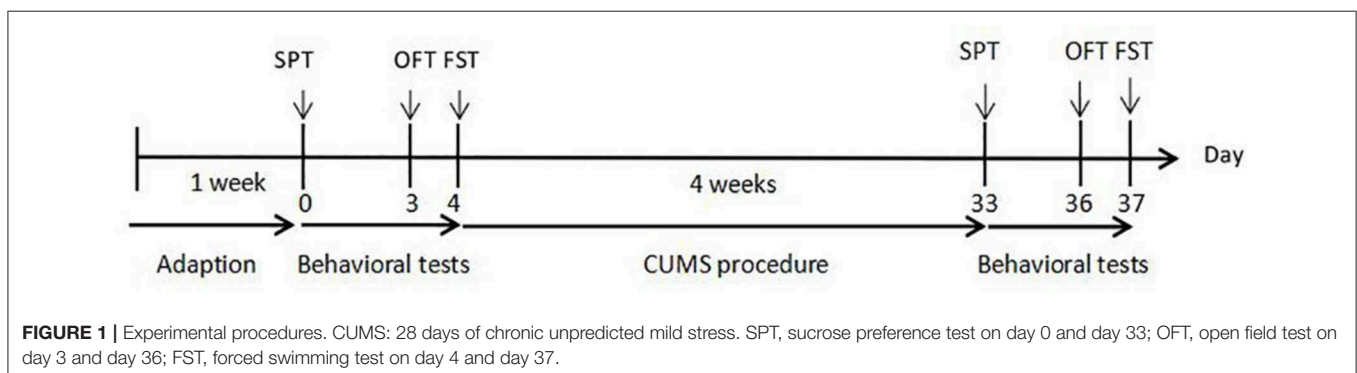 SPT OFT FST SPT OFT FST
Day
1 week 4 weeks
0 3 4 33 36 37
Adaption Behavioral tests CUMS procedure Behavioral tests
FIGURE 1 | Experimental procedures. CUMS: 28 days of chronic unpredicted mild stress. SPT, sucrose preference test on day 0 and day 33; OFT, open field test on
day 3 and day 36; FST, forced swimming test on day 4 and day 37.